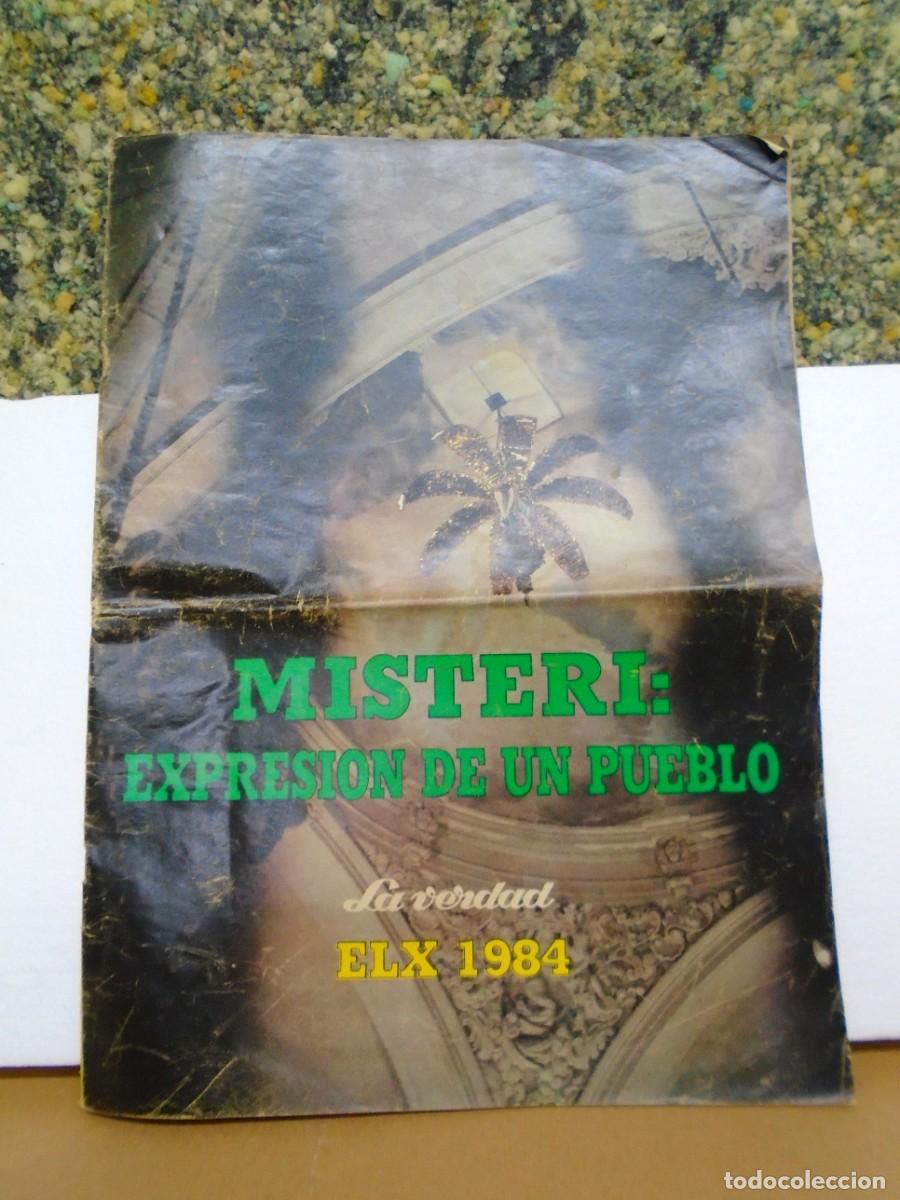 MISTERI:
EXPRESION DE UN PUEBLO
La verdad
ELX 1984
todocoleccion